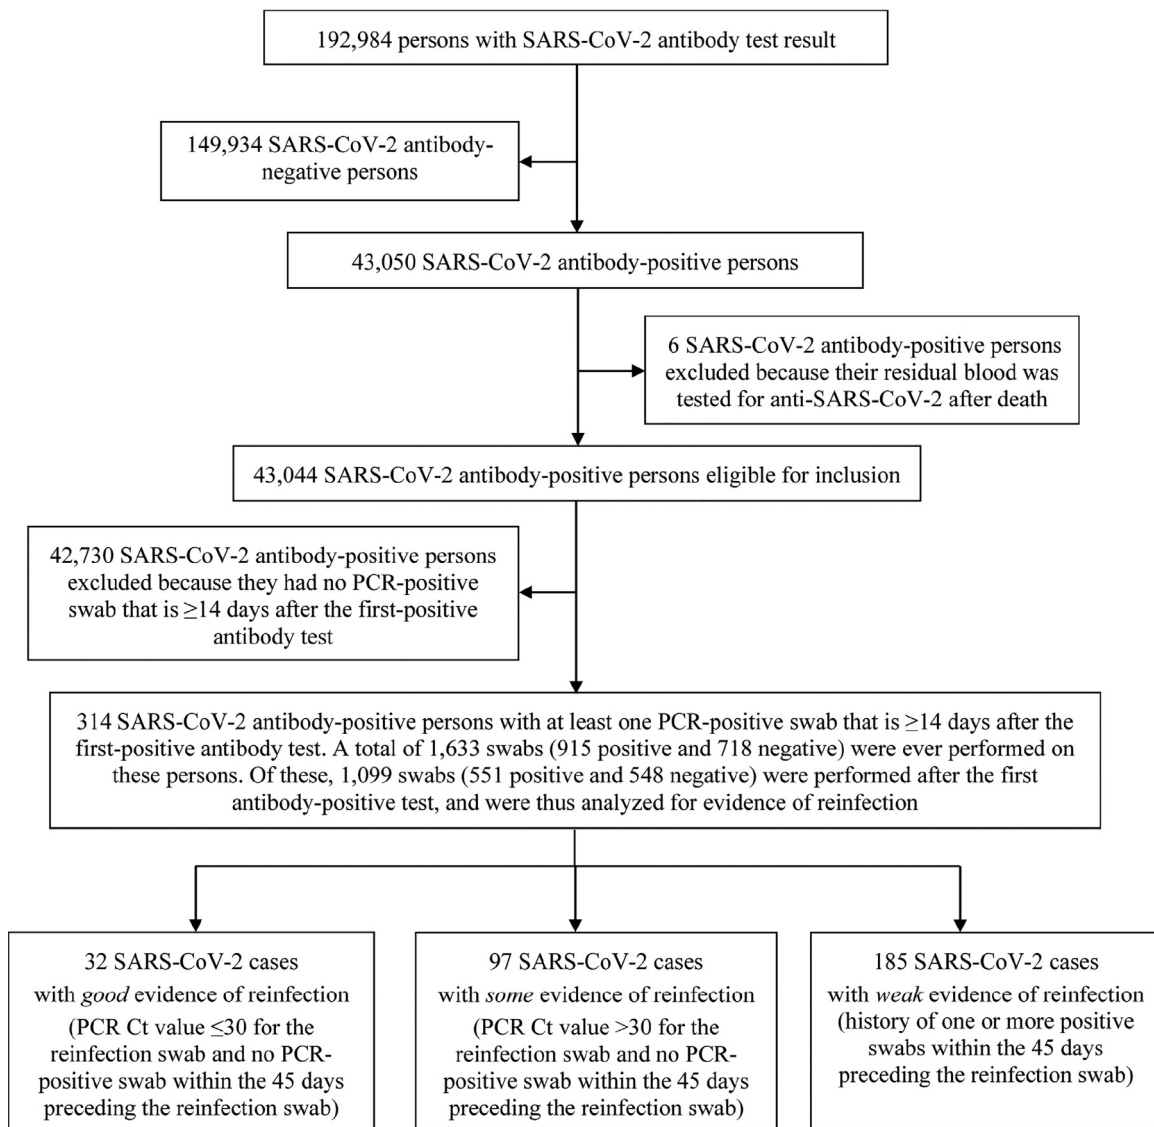 192,984 persons with SARS-CoV-2 antibody test result
149,934 SARS-CoV-2 antibody-
negative persons
43,050 SARS-CoV-2 antibody-positive persons
6 SARS-CoV-2 antibody-positive persons
excluded because their residual blood was
tested for anti-SARS-CoV-2 after death
43,044 SARS-CoV-2 antibody-positive persons eligible for inclusion
42,730 SARS-CoV-2 antibody-positive persons
excluded because they had no PCR-positive
swab that is ≥14 days after the first-positive
antibody test
314 SARS-CoV-2 antibody-positive persons with at least one PCR-positive swab that is ≥14 days after the
first-positive antibody test. A total of 1,633 swabs (915 positive and 718 negative) were ever performed on
these persons. Of these, 1,099 swabs (551 positive and 548 negative) were performed after the first
antibody-positive test, and were thus analyzed for evidence of reinfection
32 SARS-CoV-2 cases
with good evidence of reinfection
(PCR Ct value ≤30 for the
reinfection swab and no PCR-
positive swab within the 45 days
preceding the reinfection swab)
97 SARS-CoV-2 cases
with some evidence of reinfection
(PCR Ct value >30 for the
reinfection swab and no PCR-
positive swab within the 45 days
preceding the reinfection swab)
185 SARS-CoV-2 cases
with weak evidence of reinfection
(history of one or more positive
swabs within the 45 days
preceding the reinfection swab)